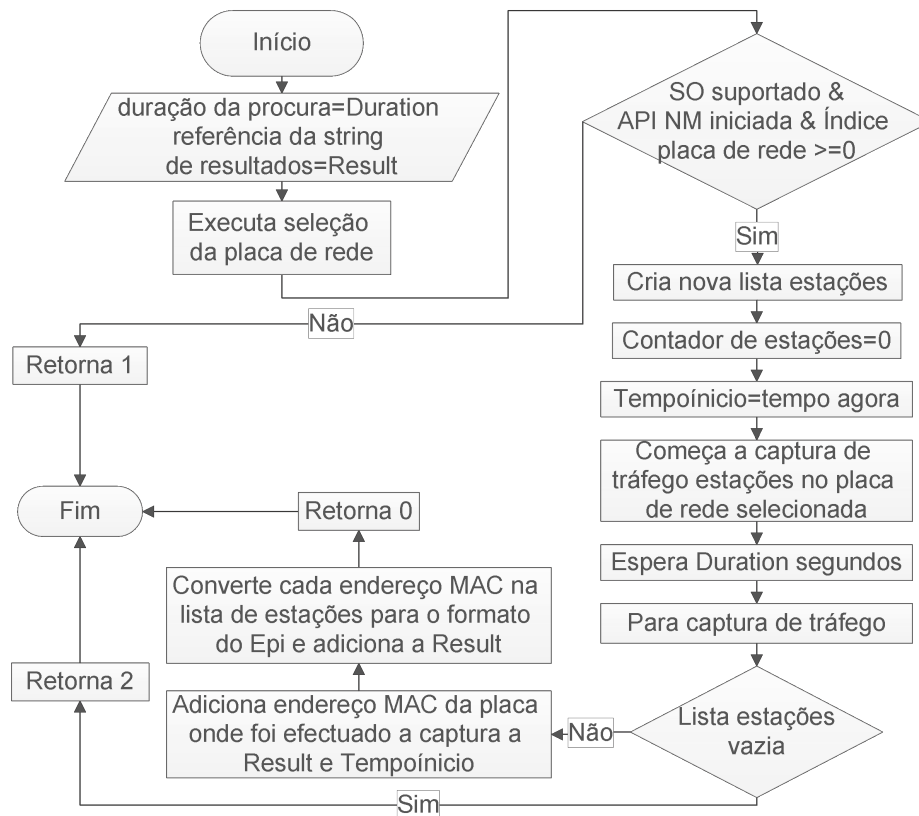 Início
duração da procura=Duration
referência da string
de resultados=Result
Executa seleção
da placa de rede
SO suportado &
API NM iniciada & Índice
placa de rede >=0
Sim
Não
Cria nova lista estações
Contador de estações=0
Tempoínicio=tempo agora
Começa a captura de
tráfego estações no placa
de rede selecionada
Espera Duration segundos
Para captura de tráfego
Lista estações
vazia
Não
Sim
Adiciona endereço MAC da placa
onde foi efectuado a captura a
Result e Tempoínicio
Converte cada endereço MAC na
lista de estações para o formato
do Epi e adiciona a Result
Retorna 0
Retorna 1
Retorna 2
Fim